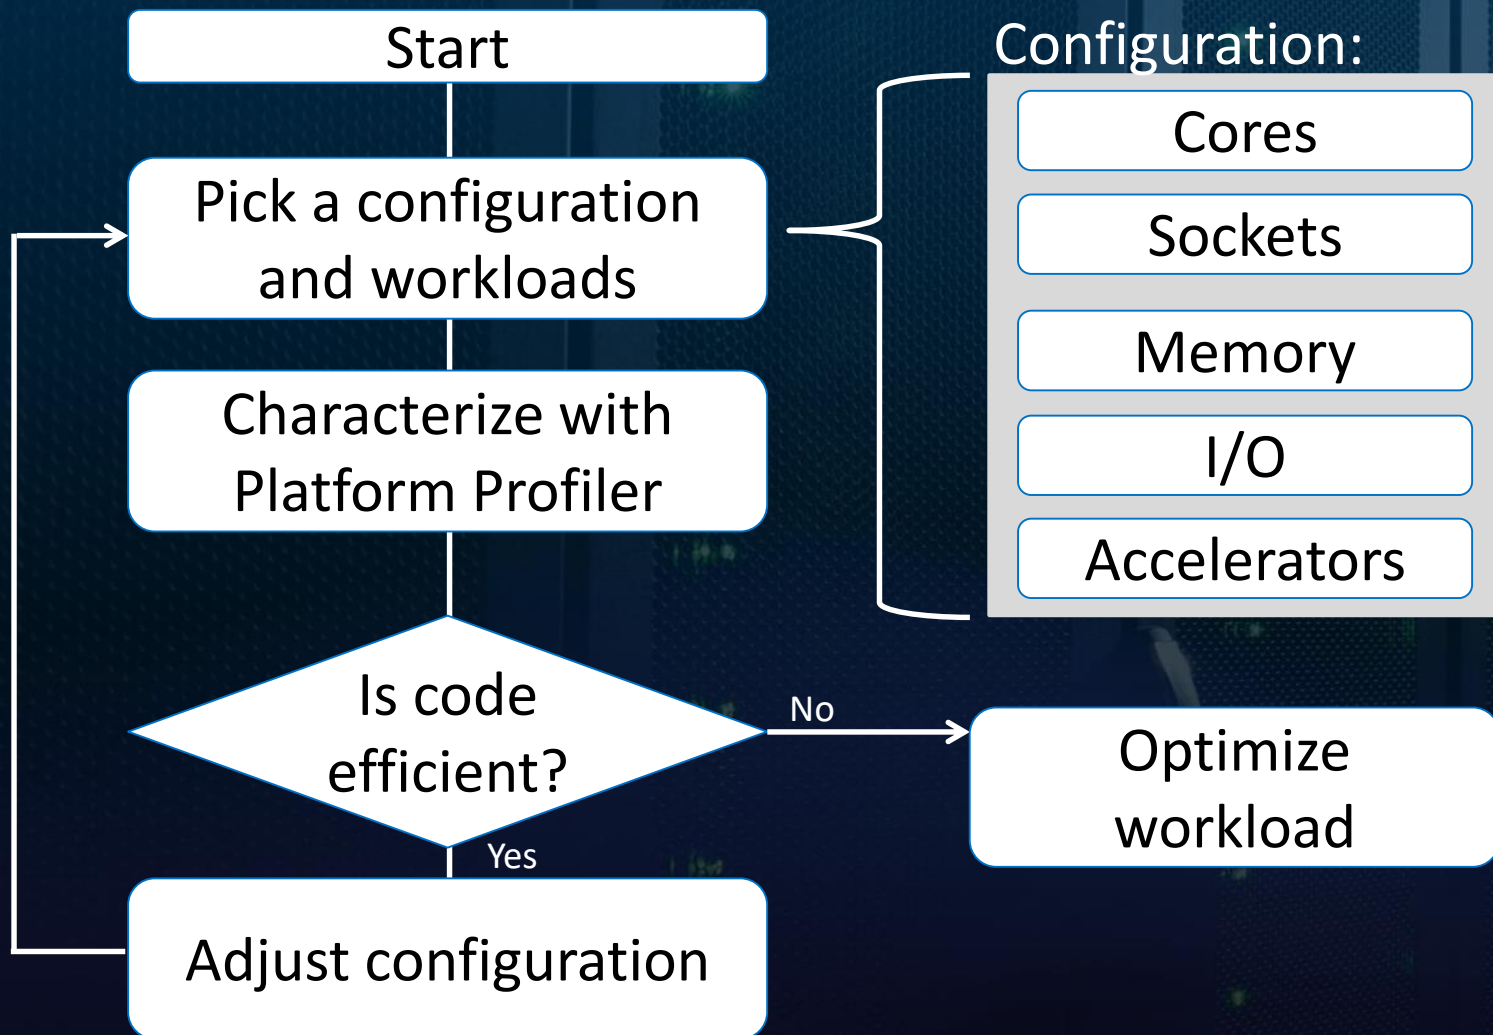 Start
Pick a configuration
and workloads
Characterize with
Platform Profiler
Is code
efficient?
No
Yes
Adjust configuration
Optimize
workload
Configuration:
Cores
Sockets
Memory
I/O
Accelerators